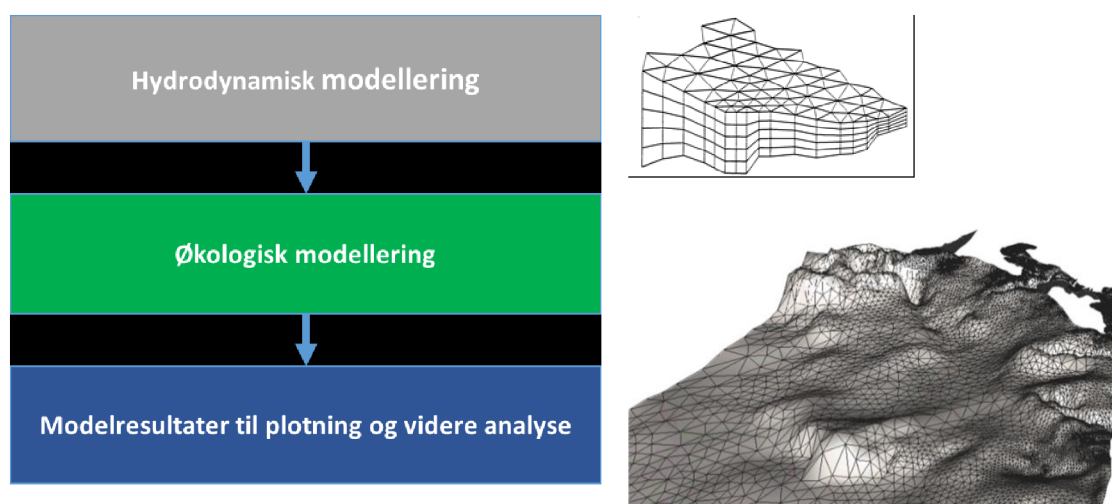 Hydrodynamisk modellering
Økologisk modellering
Modelresultater til plotning og videre analyse